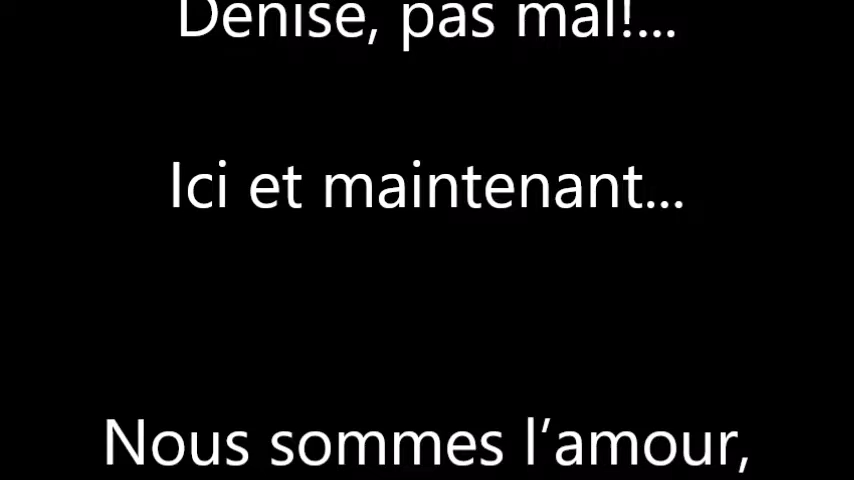 Denise, pas mal!...
Ici et maintenant...
Nous sommes l’amour,